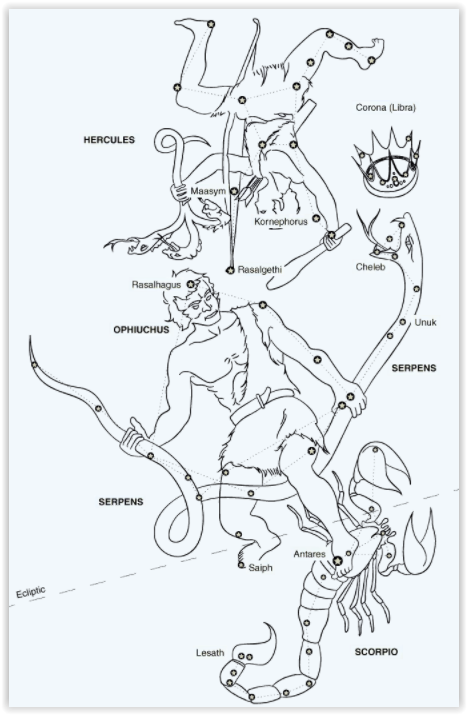 Corona (Libra)
HERCULES
Maasym
Kornephorus
Rasalgethi
Cheleb
Rasalhagus
OPHIUCHUS
Unuk
SERPENS
SERPENS
Antares
Saiph
Ecliptic
Lesath
SCORPIO